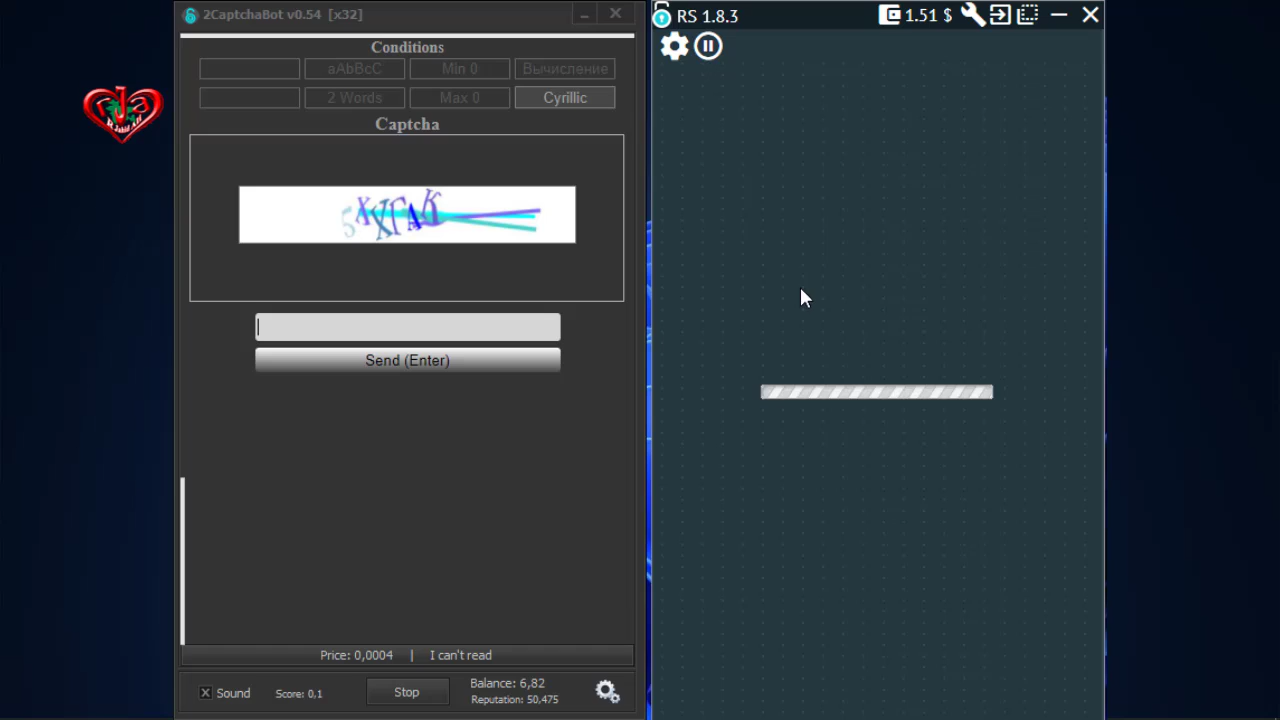 2CaptchaBot v0.54 [x32]
Conditions
aAbBcC
Min 0
Вычисление
2 Words
Max 0
Cyrillic
Captcha
Send (Enter)
Price: 0,0004 | I can't read
Sound
Score: 0,1
Stop
Balance: 6,82
Reputation: 50,475
RS 1.8.3
1.51 $